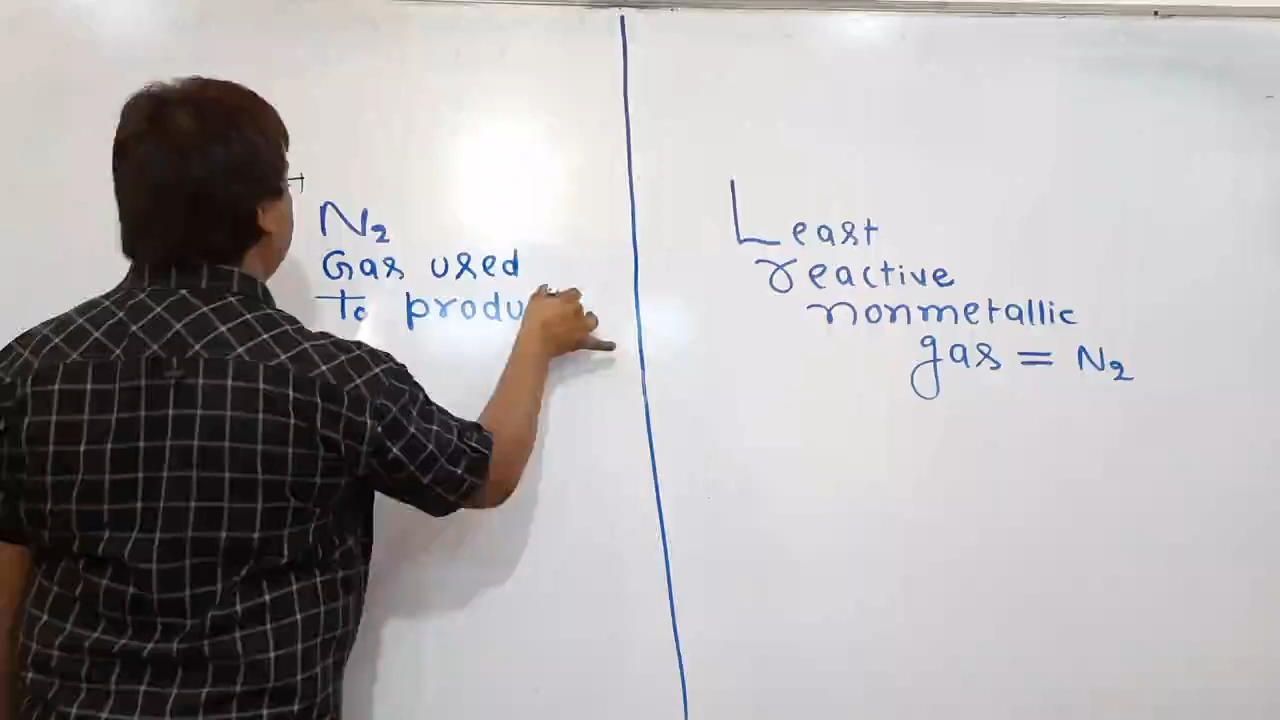 N₂
Gas used
To produ
Least
reactive
nonmetallic
gas = N₂